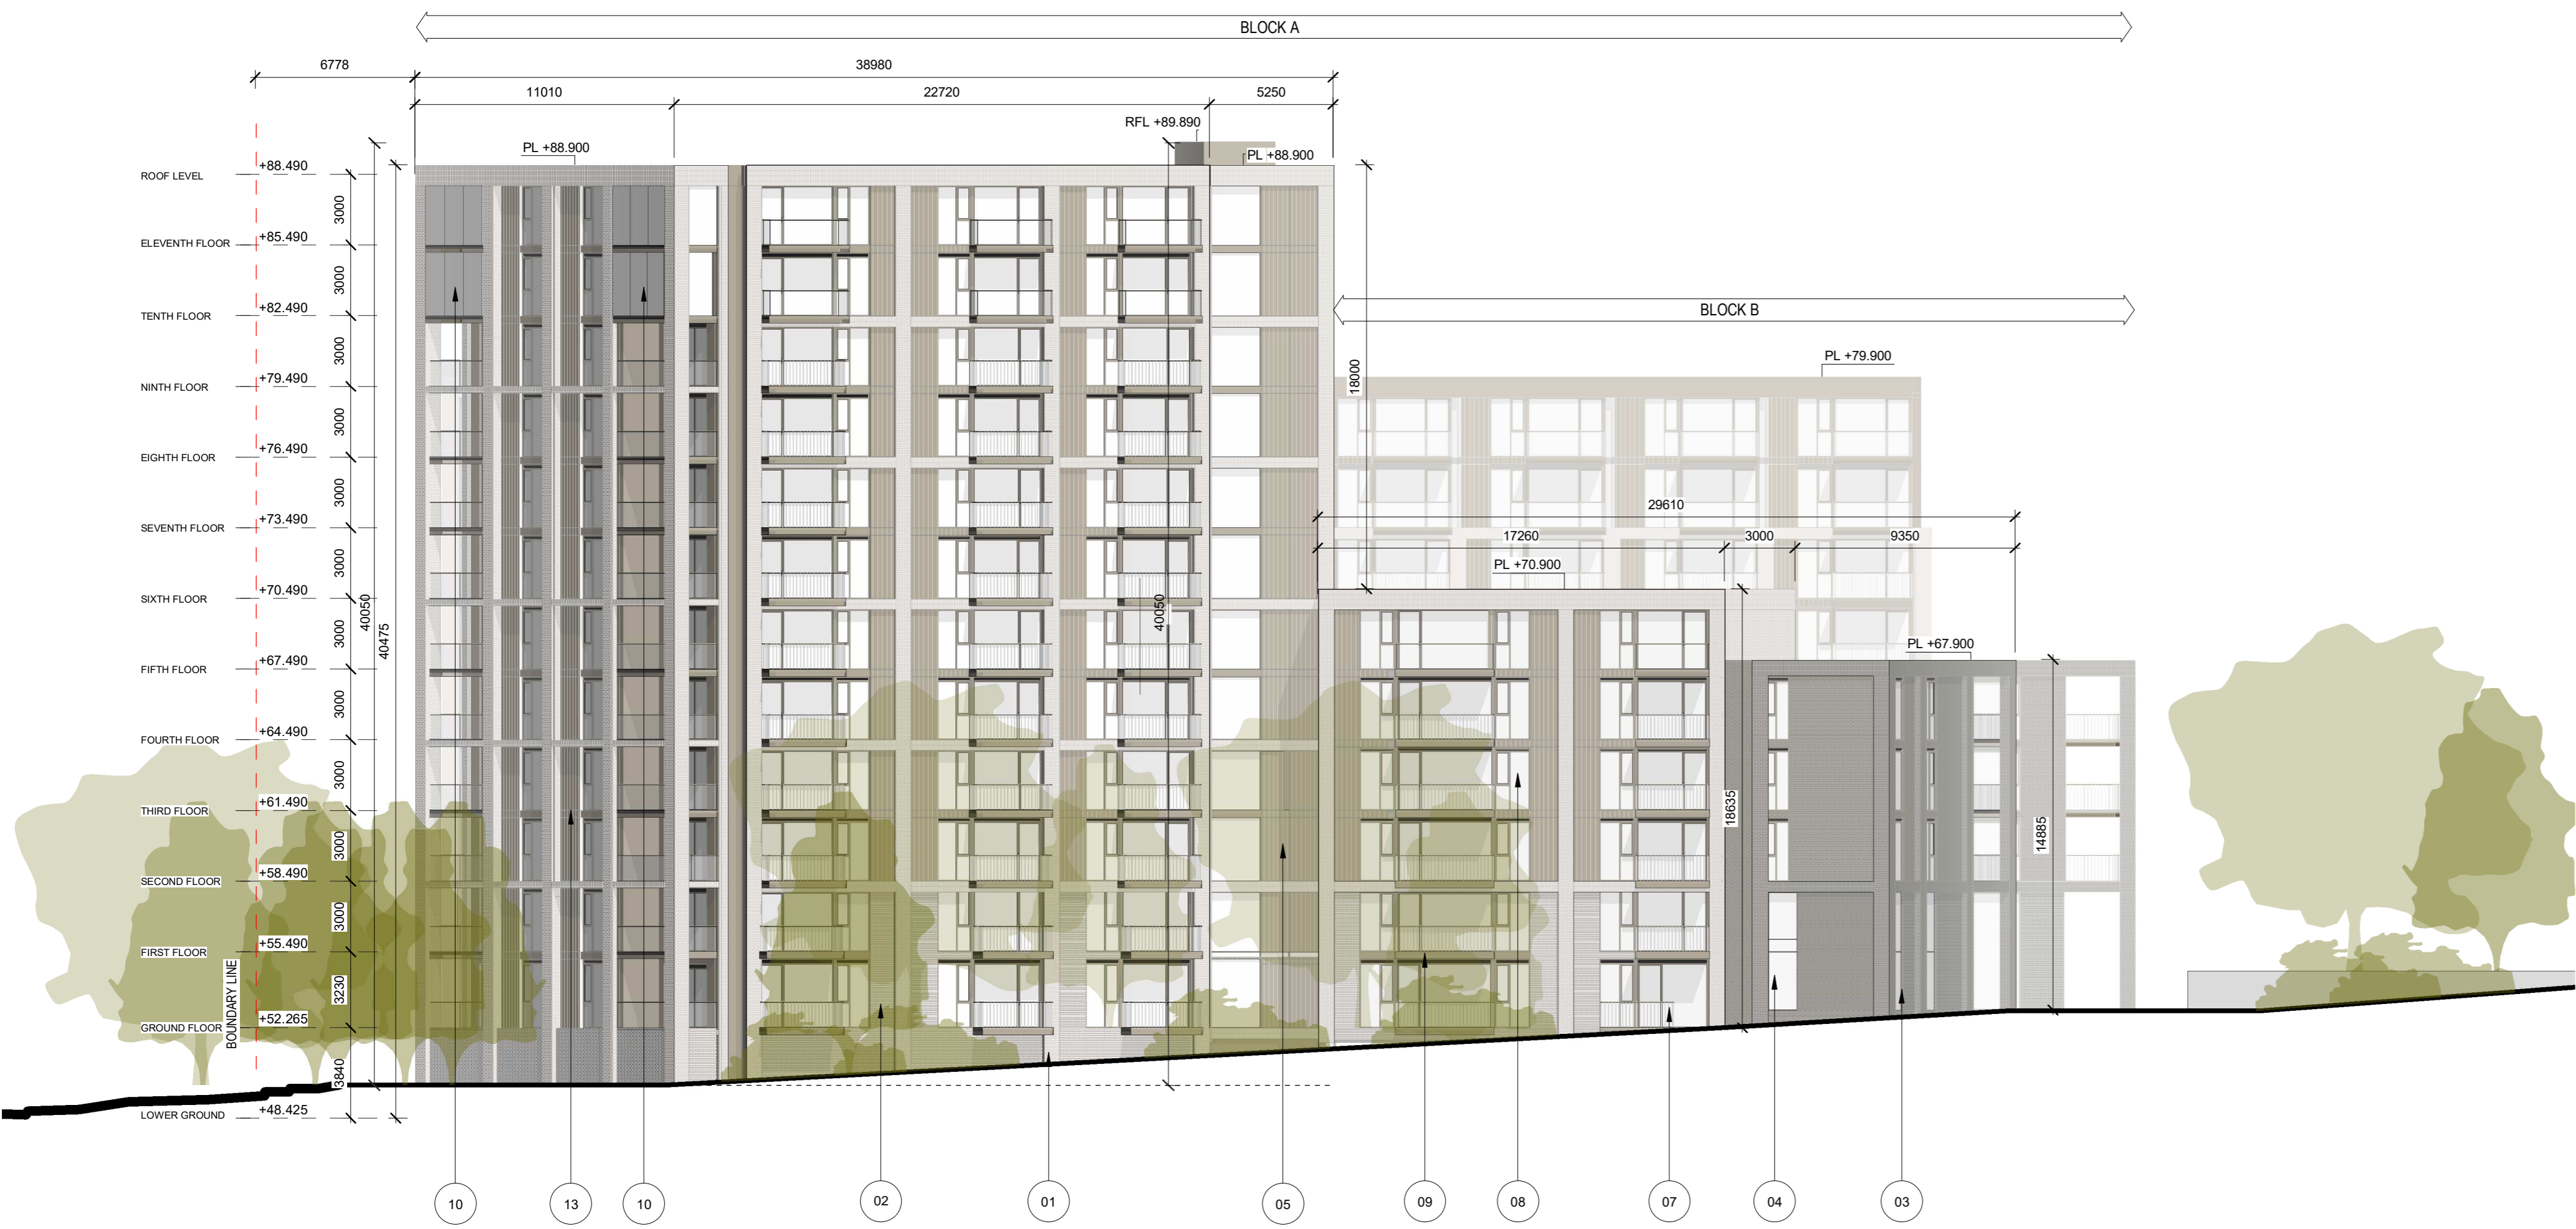 BLOCK A
6778
38980
11010
22720
5250
RFL +89.890
PL +88.900
PL +88.900
ROOF LEVEL
+88.490
3000
ELEVENTH FLOOR
+85.490
3000
TENTH FLOOR
+82.490
BLOCK B
3000
PL +79.900
NINTH FLOOR
+79.490
18000
3000
EIGHTH FLOOR
+76.490
3000
29610
SEVENTH FLOOR
+73.490
17260
3000
9350
3000
PL +70.900
SIXTH FLOOR
+70.490
40050
40475
40050
3000
PL +67.900
FIFTH FLOOR
+67.490
3000
FOURTH FLOOR
+64.490
3000
THIRD FLOOR
+61.490
18635
14885
3000
SECOND FLOOR
+58.490
3000
FIRST FLOOR
+55.490
BOUNDARY LINE
3230
GROUND FLOOR
+52.265
3840
LOWER GROUND
+48.425
10
13
10
02
01
05
09
08
07
04
03